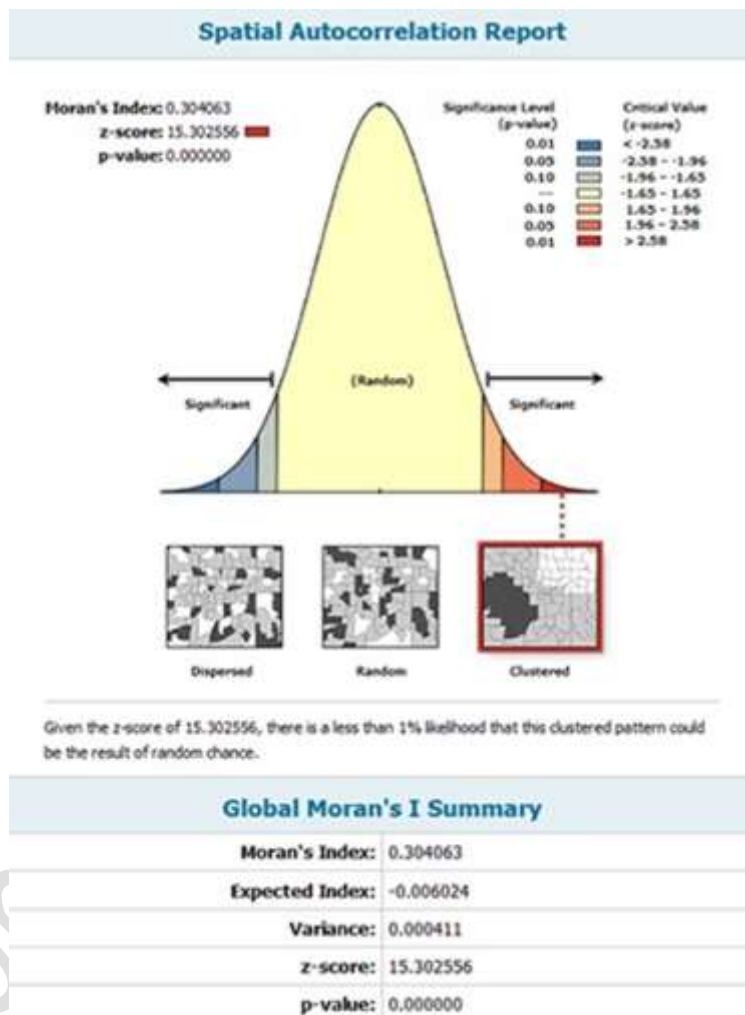 Spatial Autocorrelation Report
Moran's Index: 0.304063
z-score: 15.302556
p-value: 0.000000
Significance Level (p-value)
Critical Value (z-score)
0.01 < -2.58
0.05 -2.58 - -1.96
0.10 -1.96 - -1.65
--- -1.65 - 1.65
0.10 1.65 - 1.96
0.05 1.96 - 2.58
0.01 > 2.58
(Random)
Significant
Significant
Dispersed
Random
Clustered
Given the z-score of 15.302556, there is a less than 1% likelihood that this clustered pattern could
be the result of random chance.
Global Moran's I Summary
Moran's Index: 0.304063
Expected Index: -0.006024
Variance: 0.000411
z-score: 15.302556
p-value: 0.000000